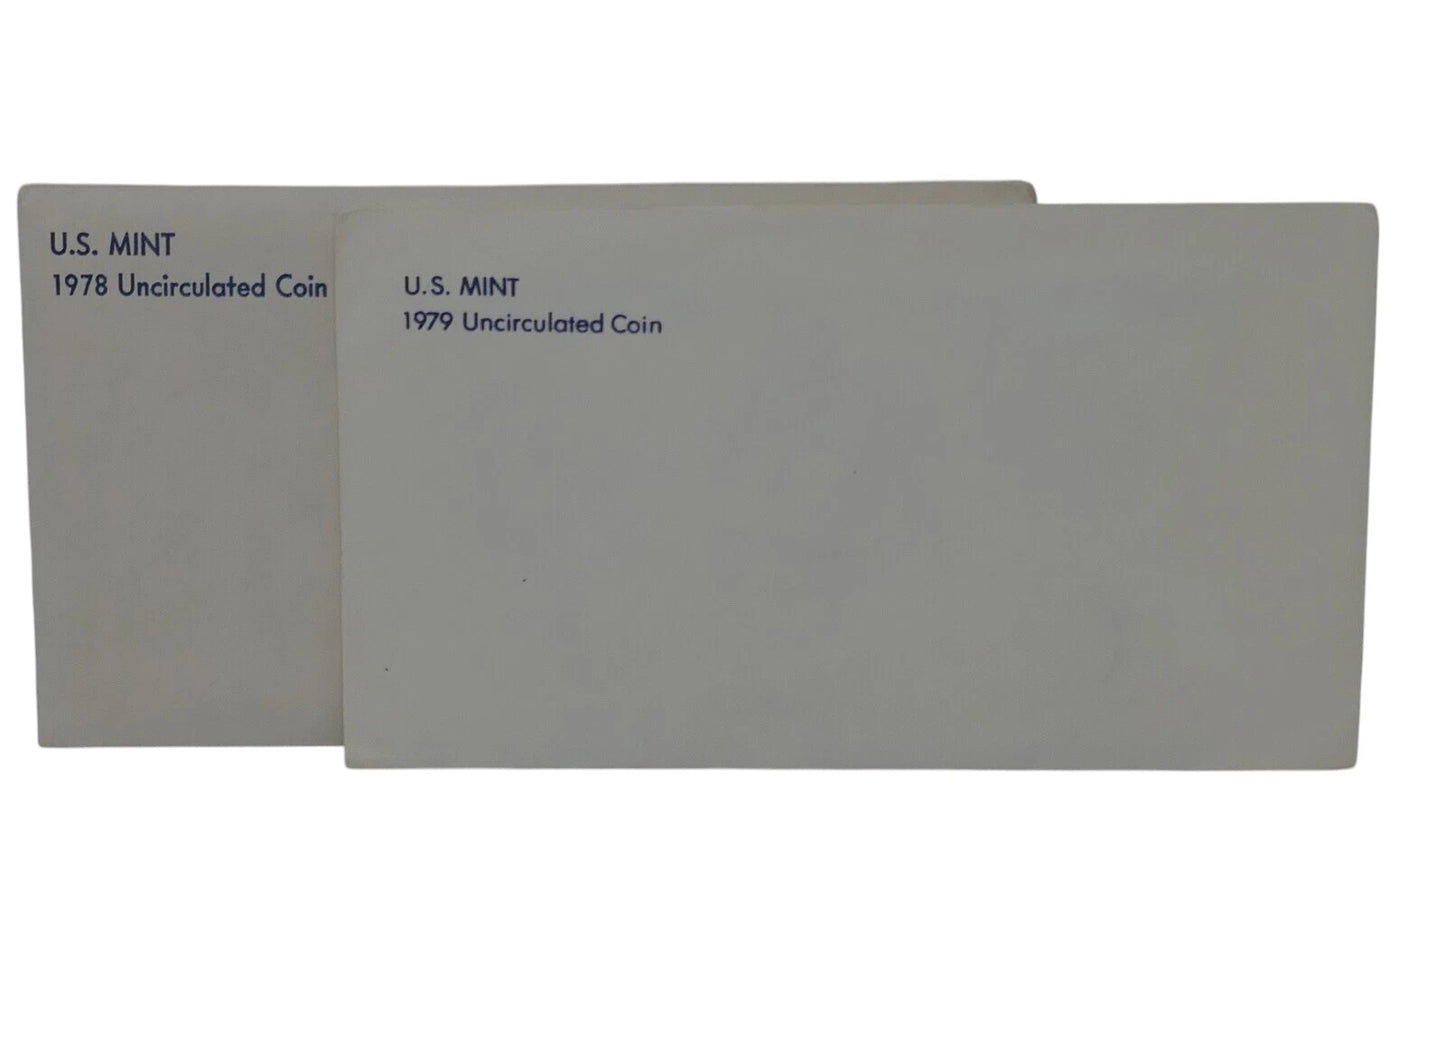 U.S. MINT
1978 Uncirculated Coin
U.S. MINT
1979 Uncirculated Coin